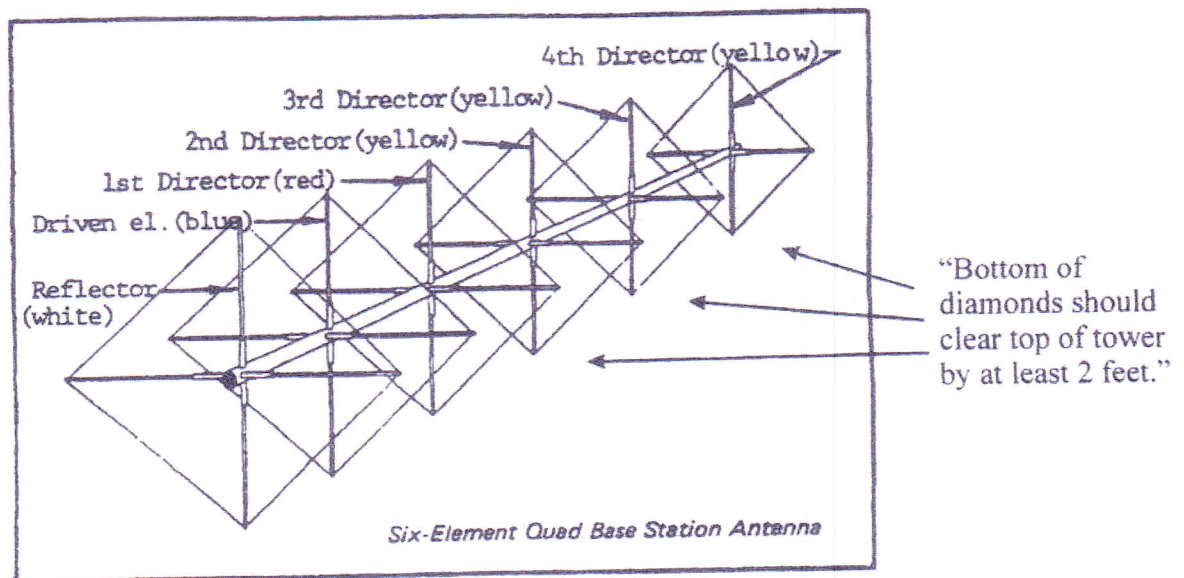 4th Director(yellow)
3rd Director(yellow)
2nd Director(yellow)
1st Director(red)
Driven el.(blue)
Reflector
(white)
“Bottom of
diamonds should
clear top of tower
by at least 2 feet.”
Six-Element Quad Base Station Antenna